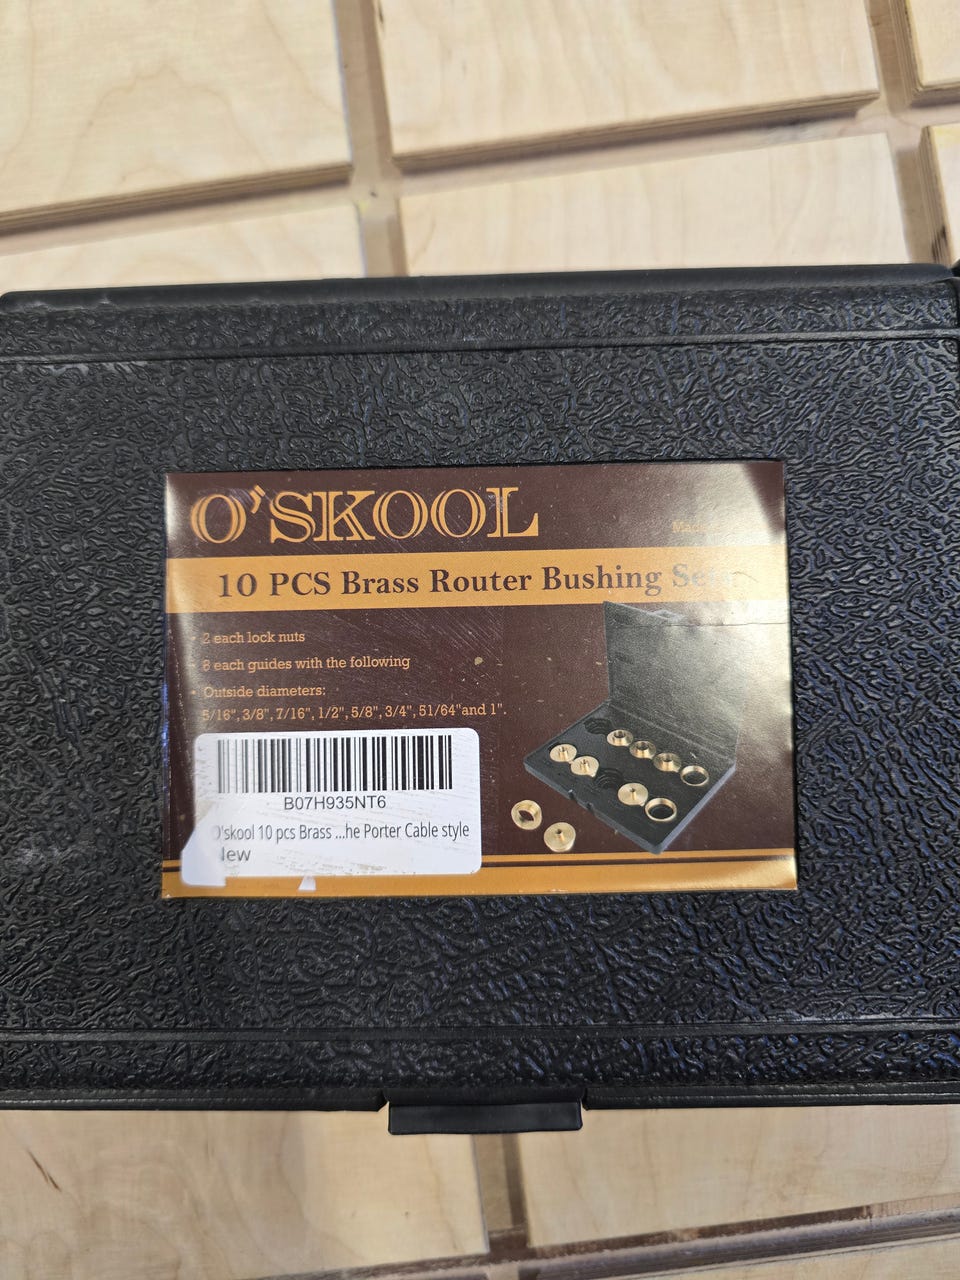 O'SKOOL
10 PCS Brass Router Bushing
2 each lock nuts
8 each guides with the following
Outside diameters:
5/16", 3/8", 7/16", 1/2", 5/8", 3/4", 51/64"and 1".
B07H935NT6
O'skool 10 pcs Brass ...he Porter Cable style
New